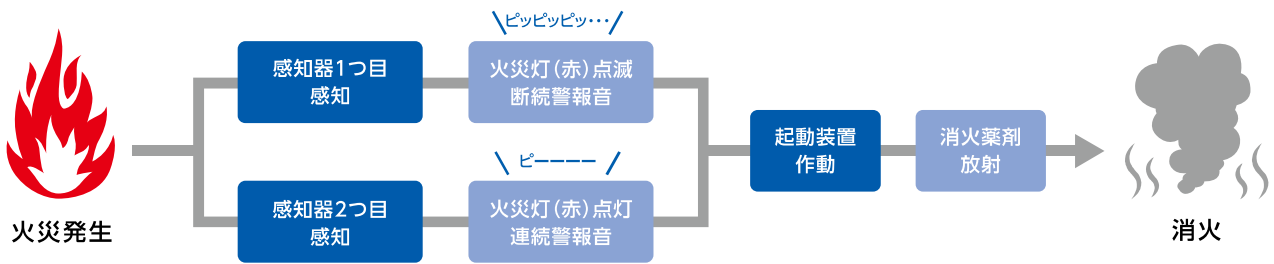 火災発生
感知器1つ目
感知
ピッピッピッ・・・
火災灯（赤）点滅
断続警報音
感知器2つ目
感知
ピーーーー
火災灯（赤）点灯
連続警報音
起動装置
作動
消火薬剤
放射
消火